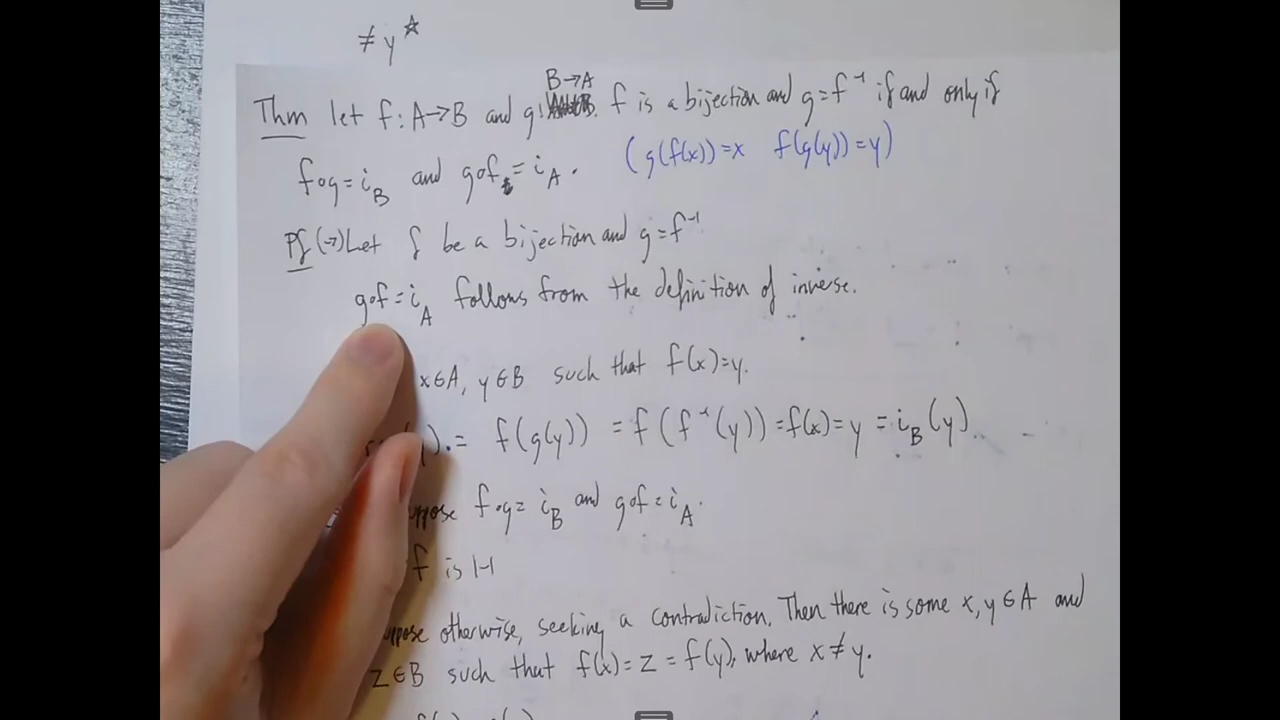 ≠ y ☆
B→A
Thm let f: A→B and g: f is a bijection and g = f⁻¹ if and only if
f∘g = i_B and g∘f = i_A. (g(f(x)) = x f(g(y)) = y)
Pf (→) Let f be a bijection and g = f⁻¹
g∘f = i_A follows from the definition of inverse.
x∈A, y∈B such that f(x)=y.
= f(g(y)) = f(f⁻¹(y)) = f(x) = y = i_B(y)
f∘g = i_B and g∘f = i_A.
f is 1-1
otherwise, seeking a contradiction. Then there is some x, y ∈ A and
z∈B such that f(x) = z = f(y), where x ≠ y.